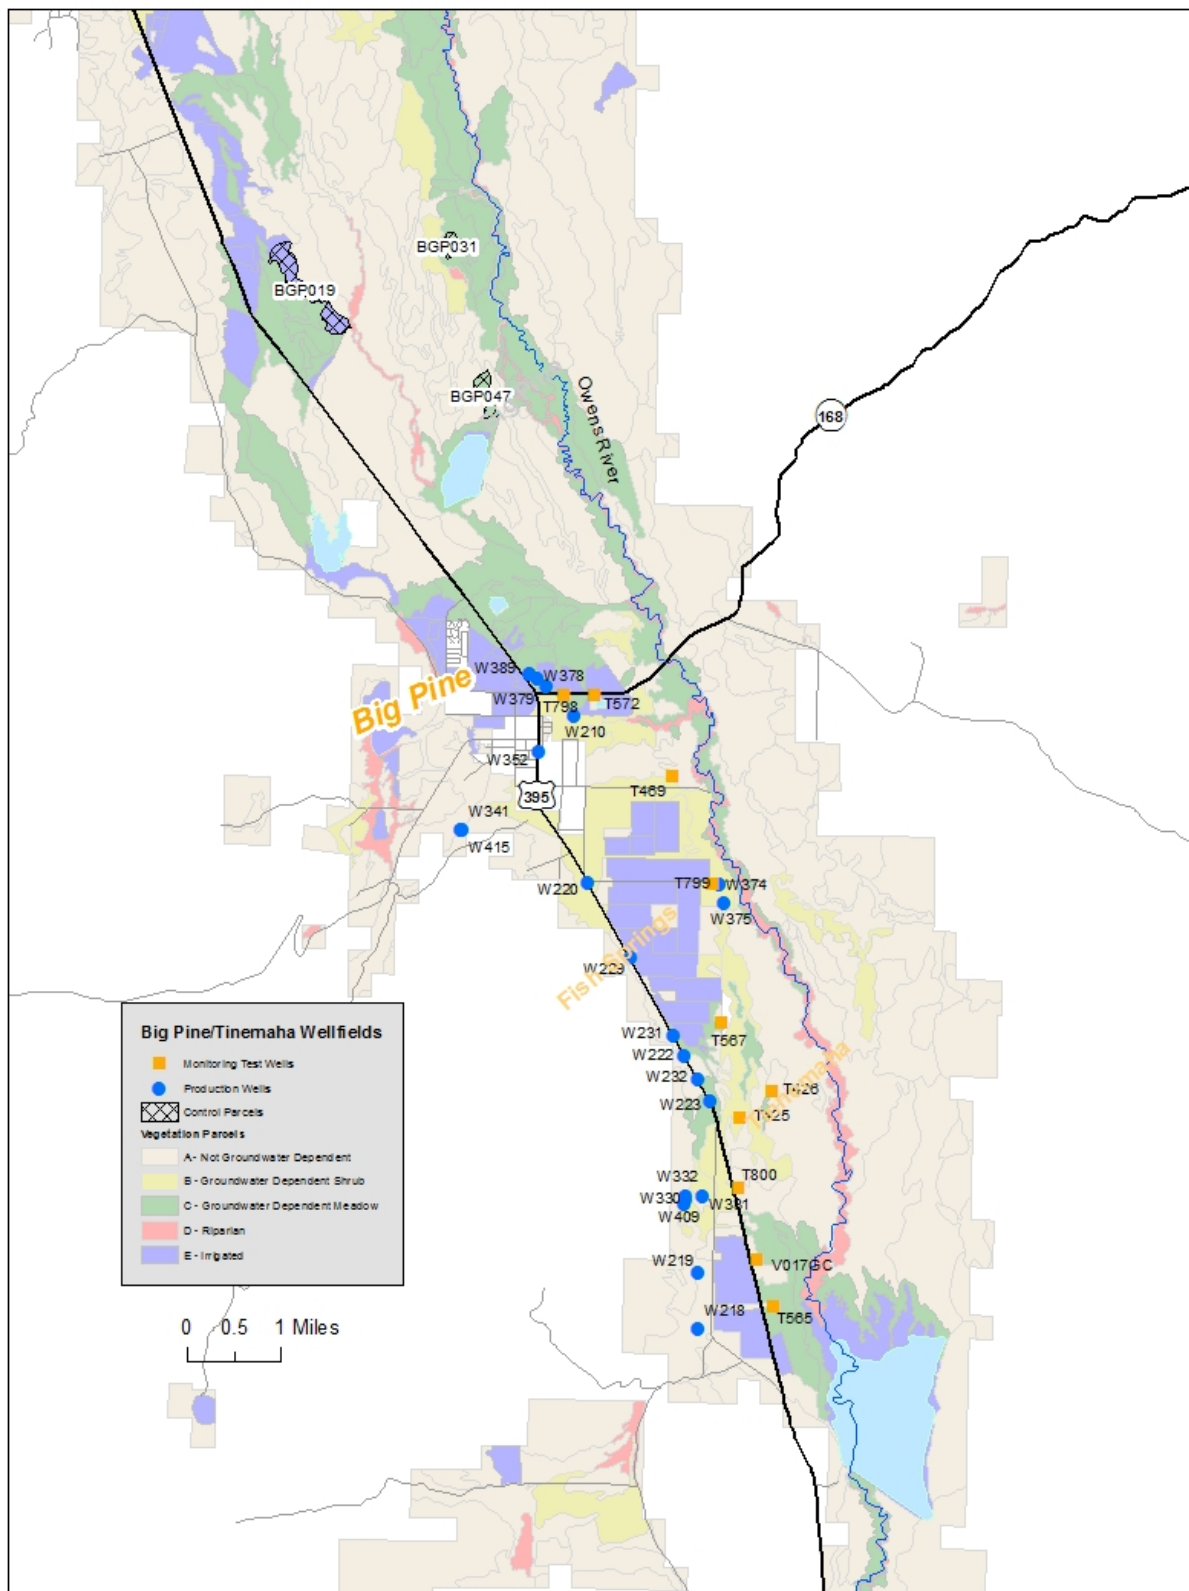 BGP031
BGP019
BGP047
Owens River
168
W389
W378
W379
T798
T572
Big Pine
W210
W352
T469
395
W341
W415
W220
T799
W374
W375
Fish Springs
W229
W231
T567
W222
W232
T426
W223
T425
Tinemaha
W332
T800
W330
W331
W409
W219
V017GC
W218
T565
Big Pine/Tinemaha Wellfields
Monitoring Test Wells
Production Wells
Control Parcels
Vegetation Parcels
A - Not Groundwater Dependent
B - Groundwater Dependent Shrub
C - Groundwater Dependent Meadow
D - Riparian
E - Irrigated
0 0.5 1 Miles